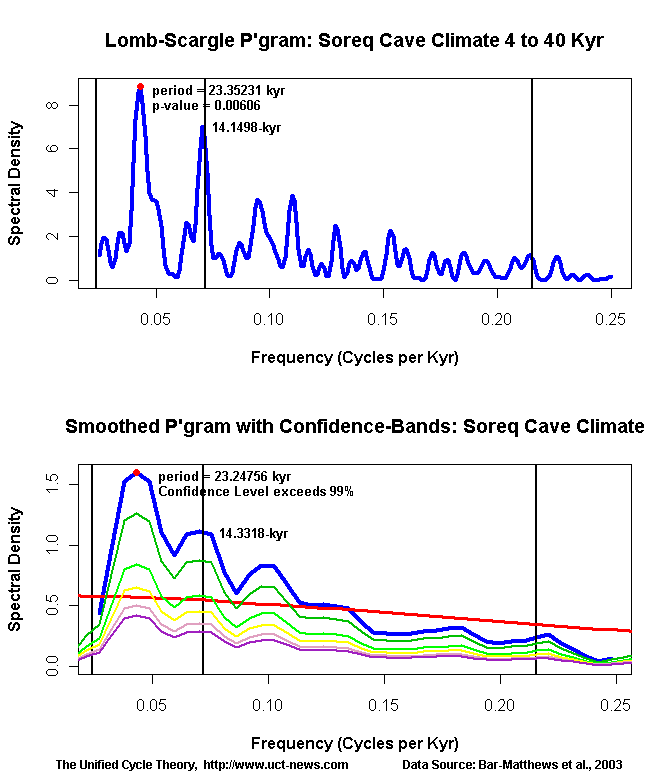 Lomb-Scargle P'gram: Soreq Cave Climate 4 to 40 Kyr
period = 23.35231 kyr
p-value = 0.00606
14.1498-kyr
Spectral Density
8
6
4
2
0
0.05 0.10 0.15 0.20 0.25
Frequency (Cycles per Kyr)
Smoothed P'gram with Confidence-Bands: Soreq Cave Climate
period = 23.24756 kyr
Confidence Level exceeds 99%
14.3318-kyr
Spectral Density
1.5
1.0
0.5
0.0
0.05 0.10 0.15 0.20 0.25
Frequency (Cycles per Kyr)
The Unified Cycle Theory, http://www.uct-news.com Data Source: Bar-Matthews et al., 2003